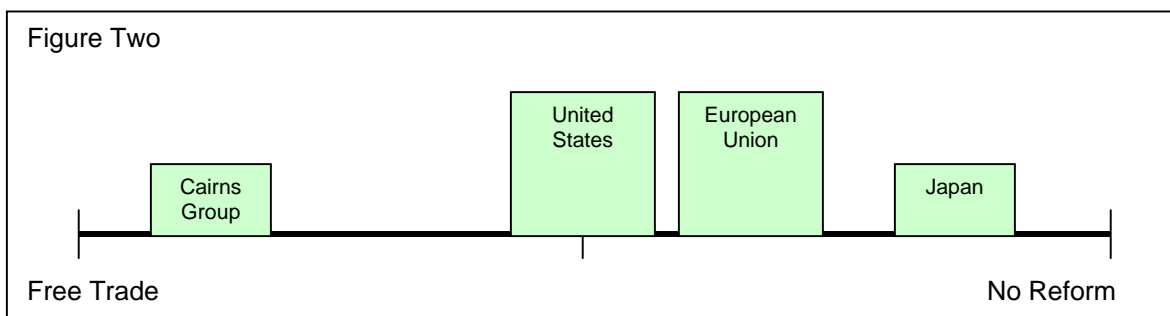 Figure Two
United
States
European
Union
Cairns
Group
Japan
Free Trade
No Reform